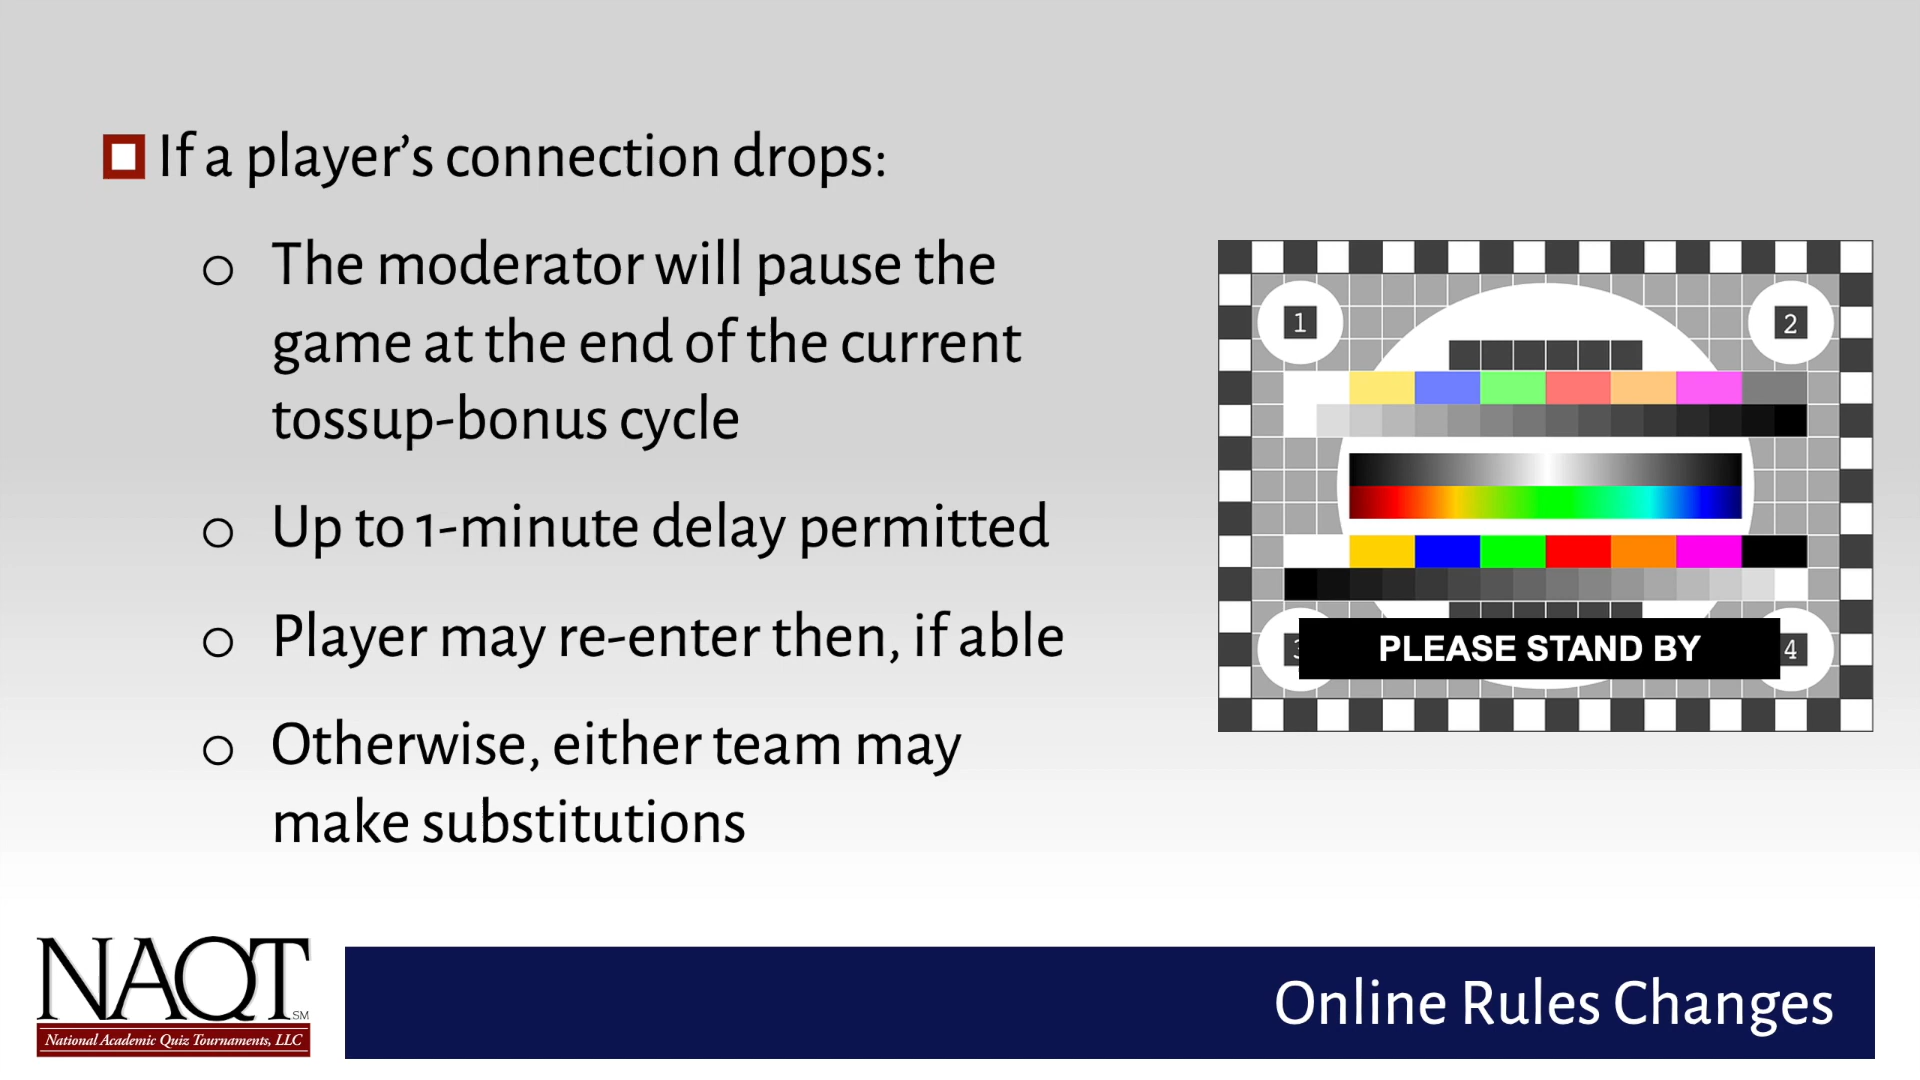 If a player’s connection drops:
The moderator will pause the
game at the end of the current
tossup-bonus cycle
Up to 1-minute delay permitted
Player may re-enter then, if able
Otherwise, either team may
make substitutions
1
2
3
PLEASE STAND BY
4
NAQT SM
National Academic Quiz Tournaments, LLC
Online Rules Changes